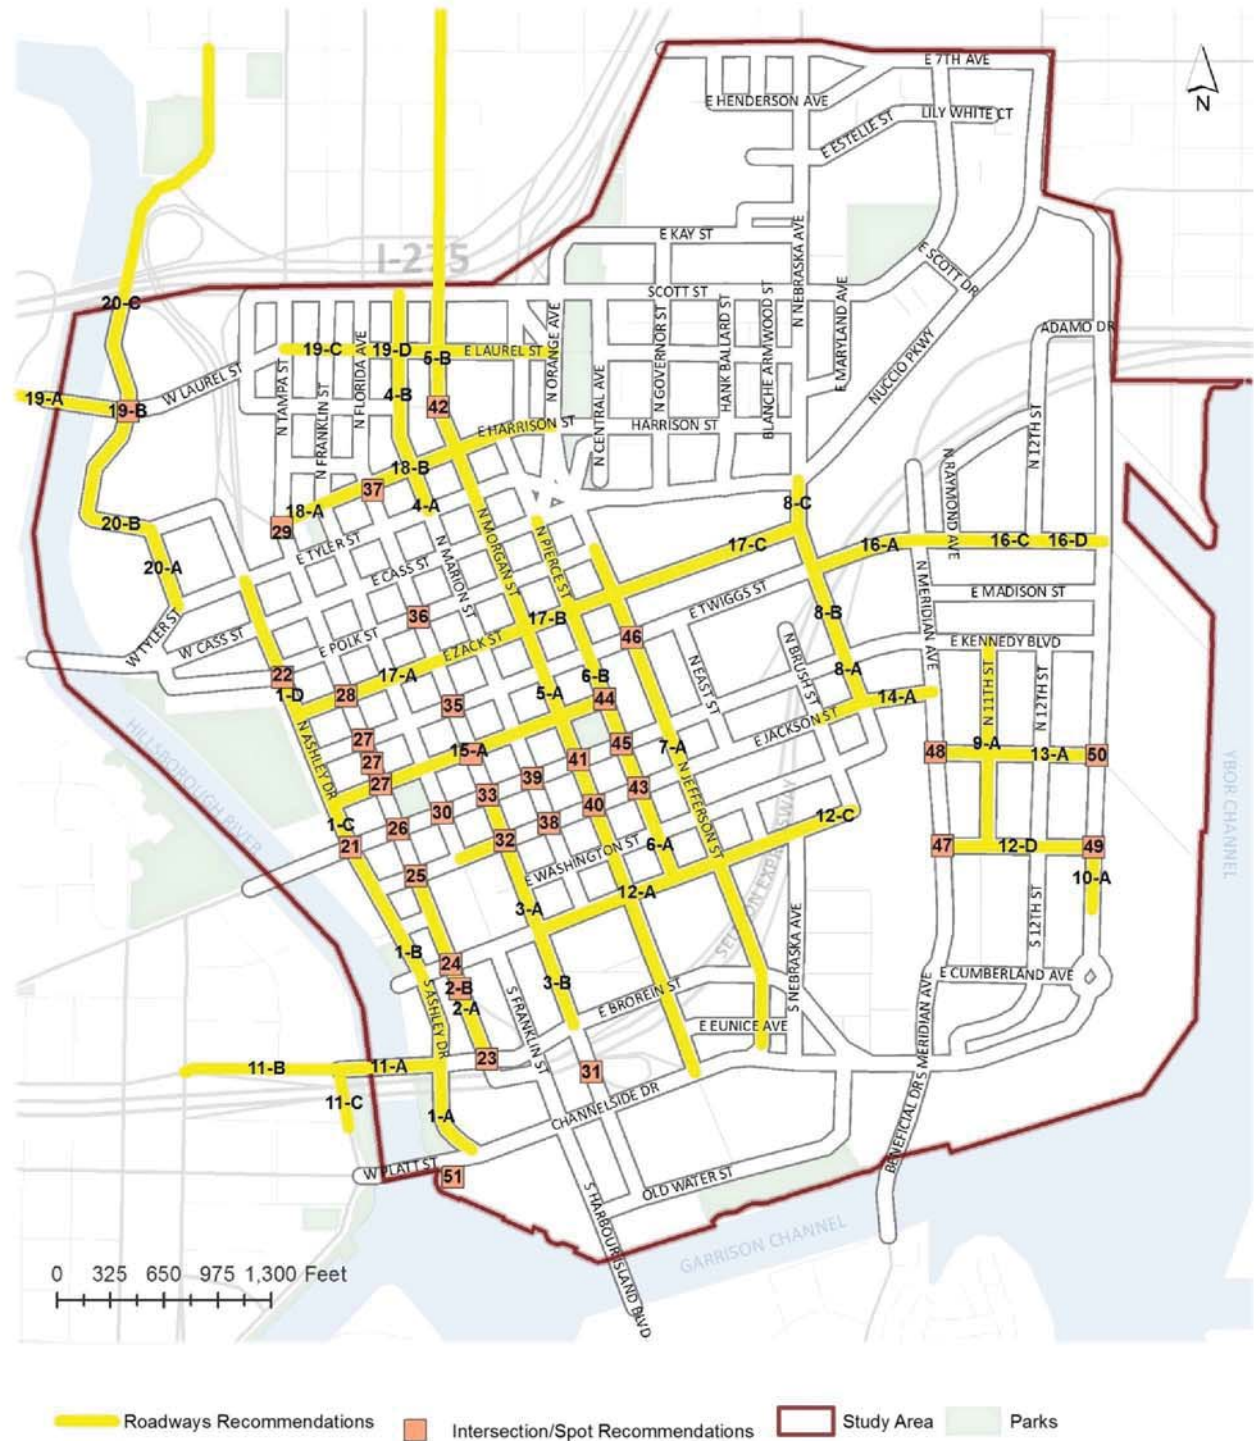 E 7TH AVE
E HENDERSON AVE
LILY WHITE CT
E ESTELLE ST
N
E KAY ST
N NEBRASKA AVE
I-275
E SCOTT DR
SCOTT ST
20-C
N ORANGE AVE
N GOVERNOR ST
HANK BALLARD ST
BLANCHE ARMWOOD ST
E MARYLAND AVE
ADAMO DR
NUCCIO PKWY
19-C
19-D
5-B
E LAUREL ST
N FLORIDA AVE
W LAUREL ST
N TAMPA ST
N FRANKLIN ST
4-B
N CENTRAL AVE
19-A
19-B
42
E HARRISON ST
HARRISON ST
N 12TH ST
N RAYMOND AVE
18-B
37
18-A
4-A
29
8-C
20-B
20-A
E TYLER ST
N MORGAN ST
N PIERCE ST
17-C
16-A
16-C
16-D
E CASS ST
N MARION ST
E TWIGGS ST
N MERIDIAN AVE
E MADISON ST
36
17-B
8-B
W TYLER ST
W CASS ST
E POLK ST
E ZACK ST
46
E KENNEDY BLVD
22
17-A
N BRUSH ST
N EAST ST
8-A
1-D
28
6-B
5-A
44
14-A
35
N 11TH ST
N 12TH ST
HILLSBOROUGH RIVER
N ASHLEY DR
27
27
27
15-A
45
7-A
E JACKSON ST
48
9-A
13-A
50
YBOR CHANNEL
41
39
43
N JEFFERSON ST
33
40
1-C
26
30
38
12-C
21
32
E WASHINGTON ST
6-A
47
12-D
49
25
12-A
10-A
3-A
SELMON EXPRESSWAY
S 12TH ST
1-B
24
2-B
2-A
3-B
S ASHLEY DR
S FRANKLIN ST
E BROREIN ST
S NEBRASKA AVE
E CUMBERLAND AVE
E EUNICE AVE
S MERIDIAN AVE
11-B
11-A
23
31
11-C
1-A
CHANNELSIDE DR
BENEFICIAL DR
W PLATT ST
51
OLD WATER ST
S HARBOUR ISLAND BLVD
GARRISON CHANNEL
0 325 650 975 1,300 Feet
Roadways Recommendations
Intersection/Spot Recommendations
Study Area
Parks